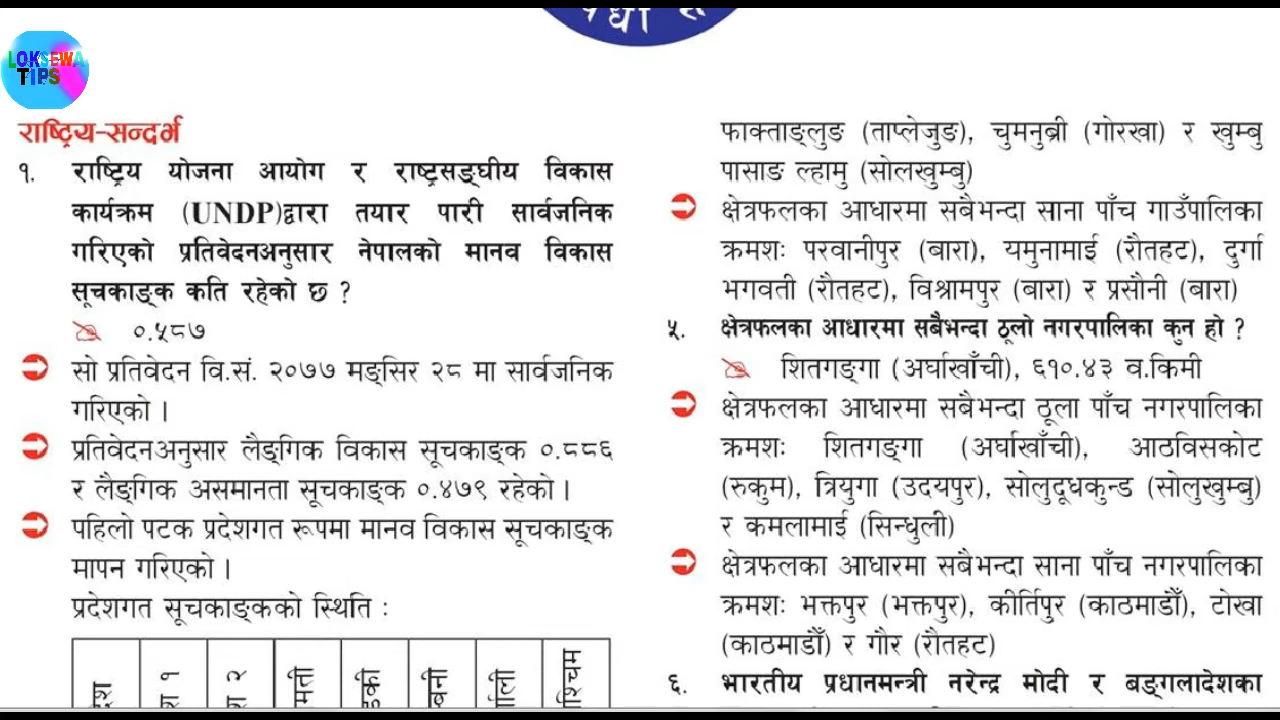 LOKSEWA
TIPS
राष्ट्रिय-सन्दर्भ
१. राष्ट्रिय योजना आयोग र राष्ट्रसङ्घीय विकास
कार्यक्रम (UNDP)द्वारा तयार पारी सार्वजनिक
गरिएको प्रतिवेदनअनुसार नेपालको मानव विकास
सूचकाङ्क कति रहेको छ ?
०.५८७
सो प्रतिवेदन वि.सं. २०७७ मङ्सिर २८ मा सार्वजनिक
गरिएको ।
प्रतिवेदनअनुसार लैङ्गिक विकास सूचकाङ्क ०.८८६
र लैङ्गिक असमानता सूचकाङ्क ०.४७९ रहेको ।
पहिलो पटक प्रदेशगत रूपमा मानव विकास सूचकाङ्क
मापन गरिएको ।
प्रदेशगत सूचकाङ्कको स्थिति :
१
२
फाक्ताङ्लुङ (ताप्लेजुङ), चुमनुब्री (गोरखा) र खुम्बु
पासाङ ल्हामु (सोलखुम्बु)
क्षेत्रफलका आधारमा सबैभन्दा साना पाँच गाउँपालिका
क्रमशः परवानीपुर (बारा), यमुनामाई (रौतहट), दुर्गा
भगवती (रौतहट), विश्रामपुर (बारा) र प्रसौनी (बारा)
५. क्षेत्रफलका आधारमा सबैभन्दा ठूलो नगरपालिका कुन हो ?
शितगङ्गा (अर्घाखाँची), ६१०.४३ व.किमी
क्षेत्रफलका आधारमा सबैभन्दा ठूला पाँच नगरपालिका
क्रमशः शितगङ्गा (अर्घाखाँची), आठविसकोट
(रुकुम), त्रियुगा (उदयपुर), सोलुदूधकुन्ड (सोलुखुम्बु)
र कमलामाई (सिन्धुली)
क्षेत्रफलका आधारमा सबैभन्दा साना पाँच नगरपालिका
क्रमशः भक्तपुर (भक्तपुर), कीर्तिपुर (काठमाडौँ), टोखा
(काठमाडौँ) र गौर (रौतहट)
६. भारतीय प्रधानमन्त्री नरेन्द्र मोदी र बङ्गलादेशका